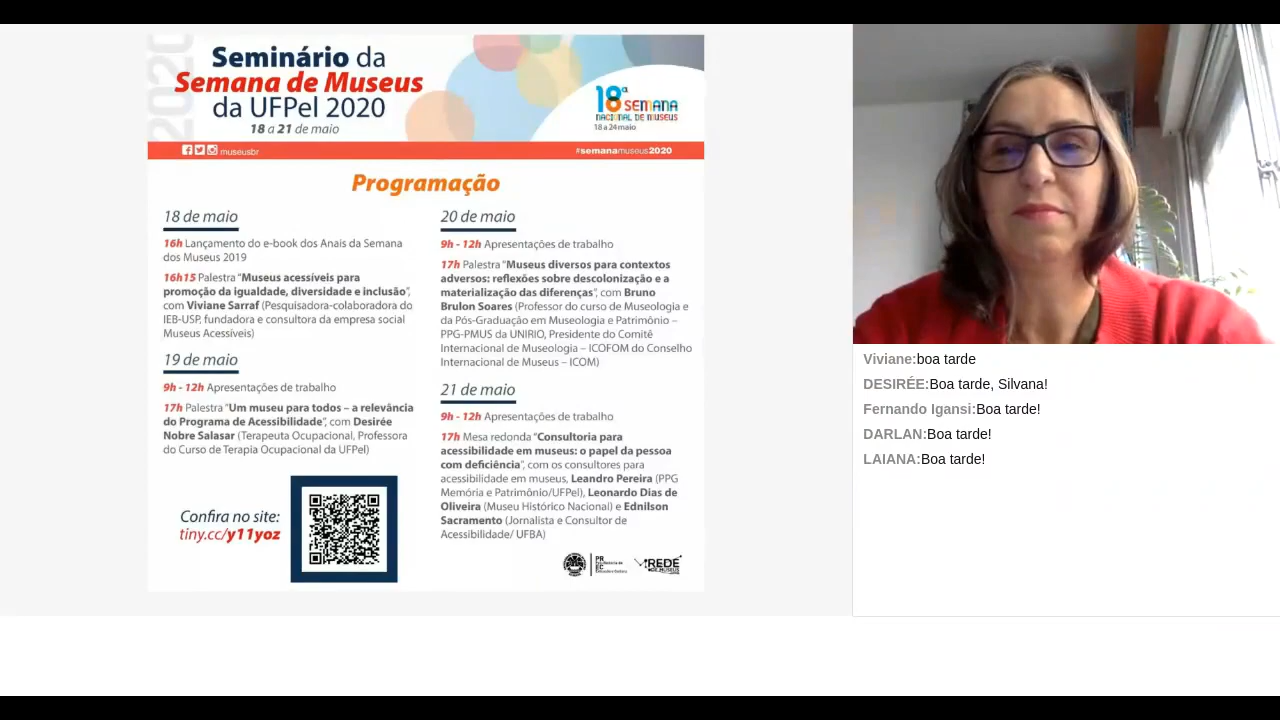 2020
Seminário da
Semana de Museus
da UFPel 2020
18 a 21 de maio
18ª SEMANA
NACIONAL DE MUSEUS
18 a 24 maio
museusbr
#semanamuseus2020
Programação
18 de maio
16h Lançamento do e-book dos Anais da Semana
dos Museus 2019
16h15 Palestra "Museus acessíveis para
promoção da igualdade, diversidade e inclusão",
com Viviane Sarraf (Pesquisadora-colaboradora do
IEB-USP, fundadora e consultora da empresa social
Museus Acessíveis)
19 de maio
9h - 12h Apresentações de trabalho
17h Palestra "Um museu para todos – a relevância
do Programa de Acessibilidade", com Desirée
Nobre Salasar (Terapeuta Ocupacional, Professora
do Curso de Terapia Ocupacional da UFPel)
Confira no site:
tiny.cc/y11yoz
20 de maio
9h - 12h Apresentações de trabalho
17h Palestra "Museus diversos para contextos
adversos: reflexões sobre descolonização e a
materialização das diferenças", com Bruno
Brulon Soares (Professor do curso de Museologia e
da Pós-Graduação em Museologia e Patrimônio –
PPG-PMUS da UNIRIO, Presidente do Comitê
Internacional de Museologia – ICOFOM do Conselho
Internacional de Museus – ICOM)
21 de maio
9h - 12h Apresentações de trabalho
17h Mesa redonda "Consultoria para
acessibilidade em museus: o papel da pessoa
com deficiência", com os consultores para
acessibilidade em museus, Leandro Pereira (PPG
Memória e Patrimônio/UFPel), Leonardo Dias de
Oliveira (Museu Histórico Nacional) e Ednilson
Sacramento (Jornalista e Consultor de
Acessibilidade/ UFBA)
PR
EC
REDE
DE MUSEUS
Viviane:boa tarde
DESIRÉE:Boa tarde, Silvana!
Fernando Igansi:Boa tarde!
DARLAN:Boa tarde!
LAIANA:Boa tarde!